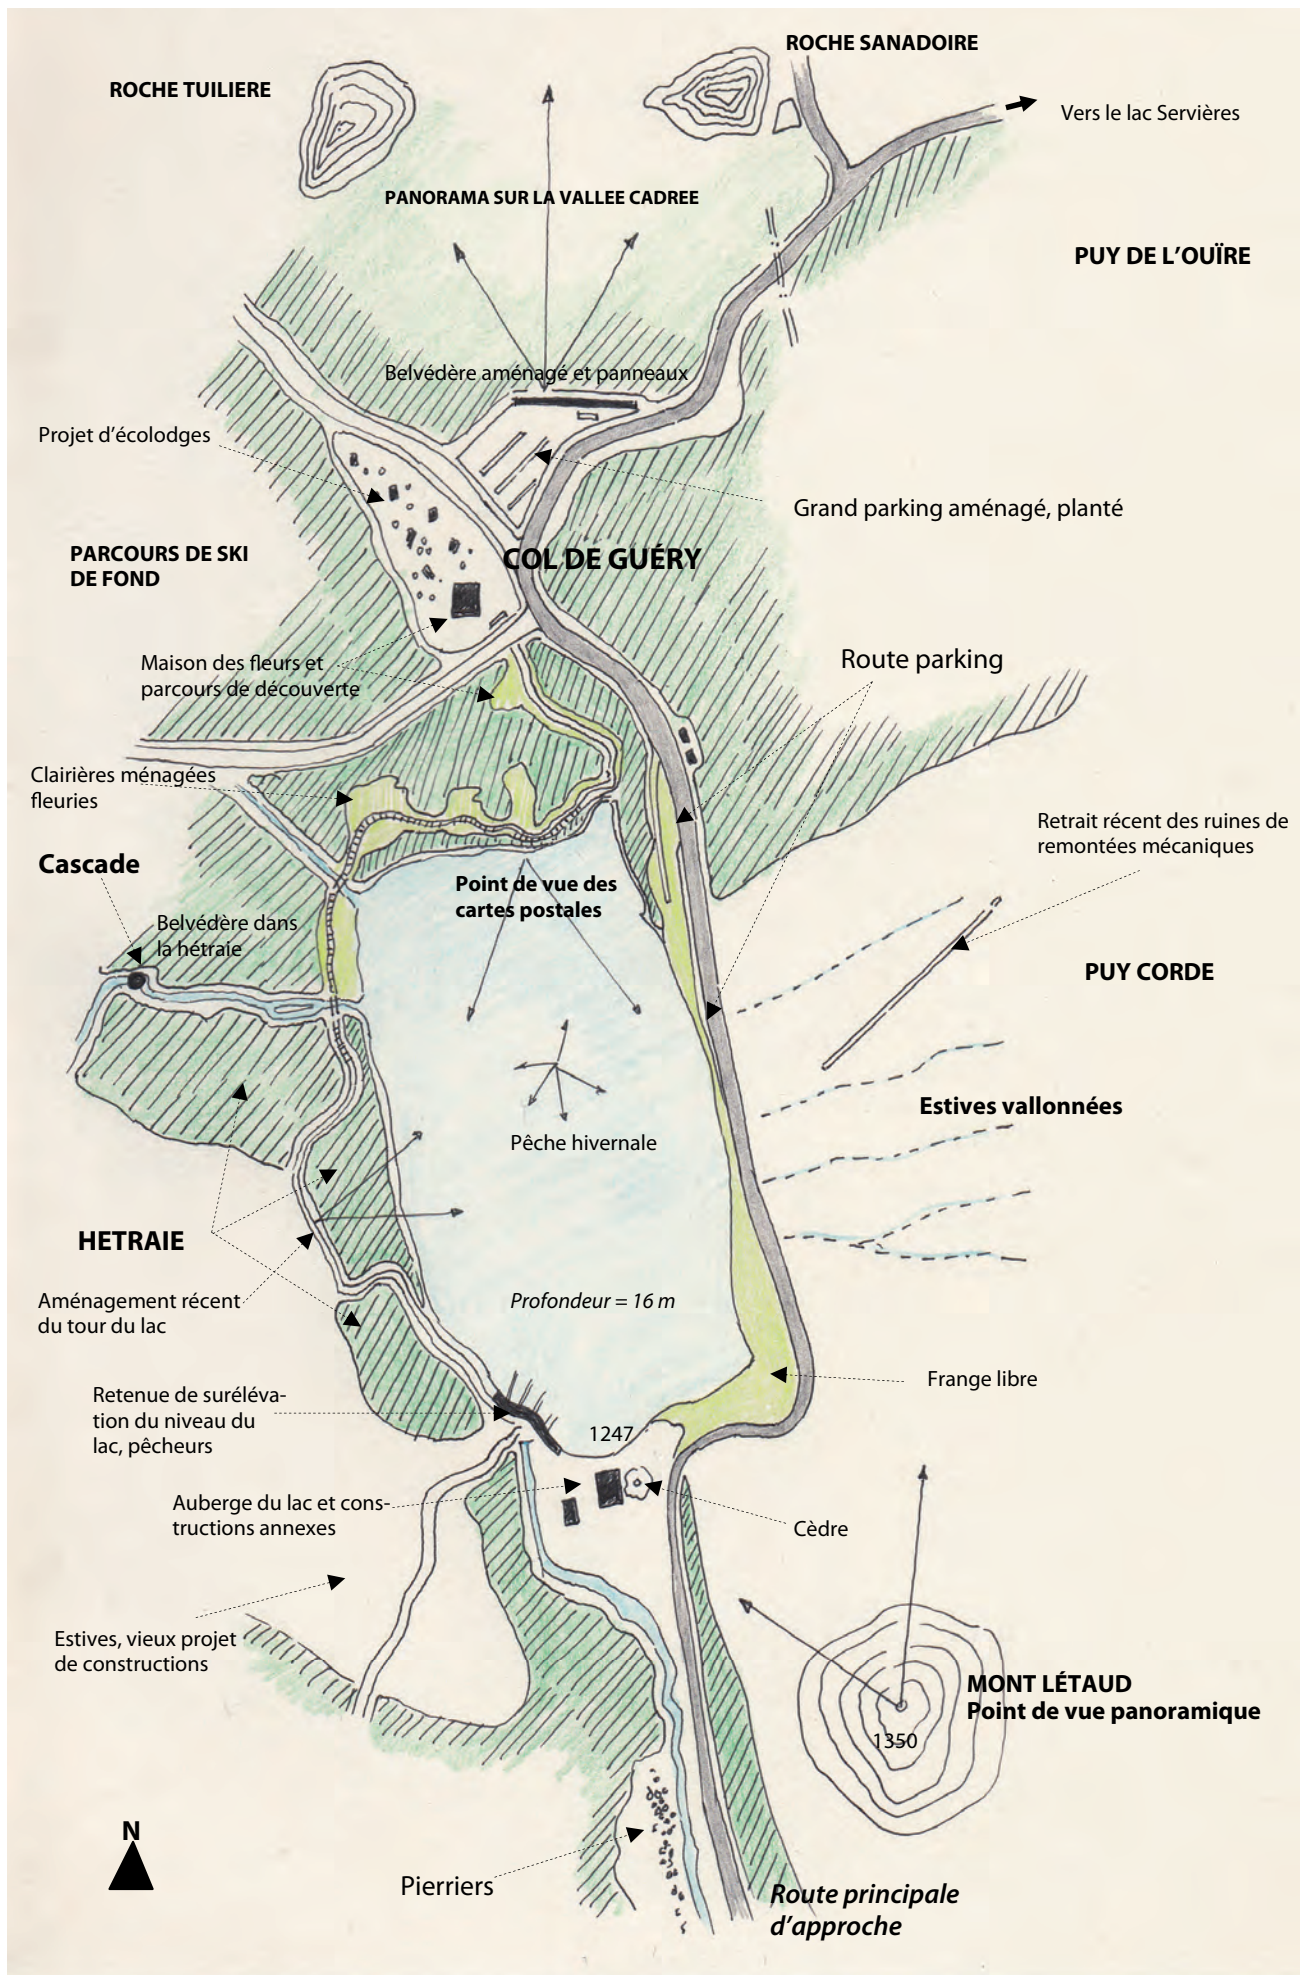 ROCHE SANADOIRE
ROCHE TUILIERE
Vers le lac Servières
PANORAMA SUR LA VALLEE CADREE
PUY DE L'OUÏRE
Belvédère aménagé et panneaux
Projet d'écolodges
Grand parking aménagé, planté
PARCOURS DE SKI
DE FOND
COL DE GUÉRY
Maison des fleurs et
parcours de découverte
Route parking
Clairières ménagées
fleuries
Retrait récent des ruines de
remontées mécaniques
Cascade
Point de vue des
cartes postales
Belvédère dans
la hétraie
PUY CORDE
Estives vallonnées
Pêche hivernale
HETRAIE
Aménagement récent
du tour du lac
Profondeur = 16 m
Frange libre
Retenue de suréléva-
tion du niveau du
lac, pêcheurs
1247
Auberge du lac et cons-
tructions annexes
Cèdre
Estives, vieux projet
de constructions
MONT LÉTAUD
Point de vue panoramique
1350
N
Pierriers
Route principale
d'approche